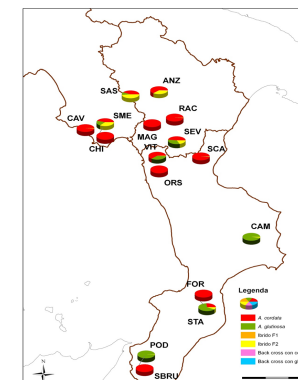 ANZ
SAS
RAC
SME
CAV
MAG
SEV
CHI
VIT
SCA
ORS
CAM
FOR
STA
POD
SBRU
N
Legenda
A. cordata
A. glutinosa
Ibrido F1
Ibrido F2
Back cross con c
Back cross con gl